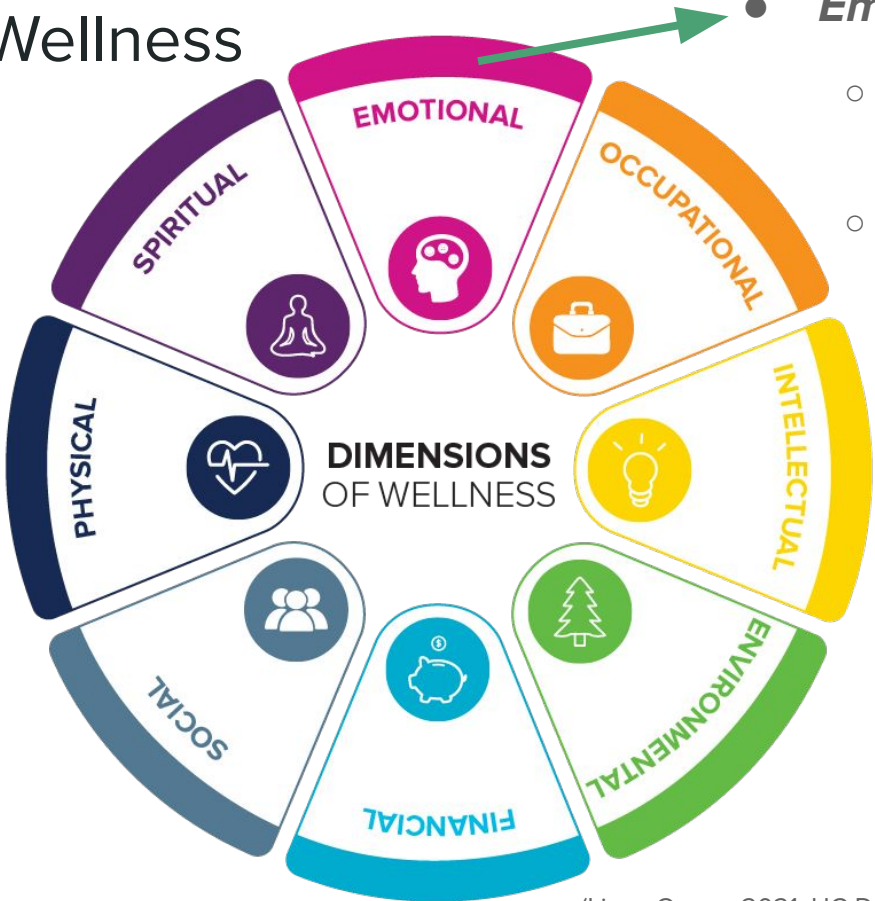 Wellness
EMOTIONAL
OCCUPATIONAL
INTELLECTUAL
ENVIRONMENTAL
FINANCIAL
SOCIAL
PHYSICAL
SPIRITUAL
DIMENSIONS
OF WELLNESS
$